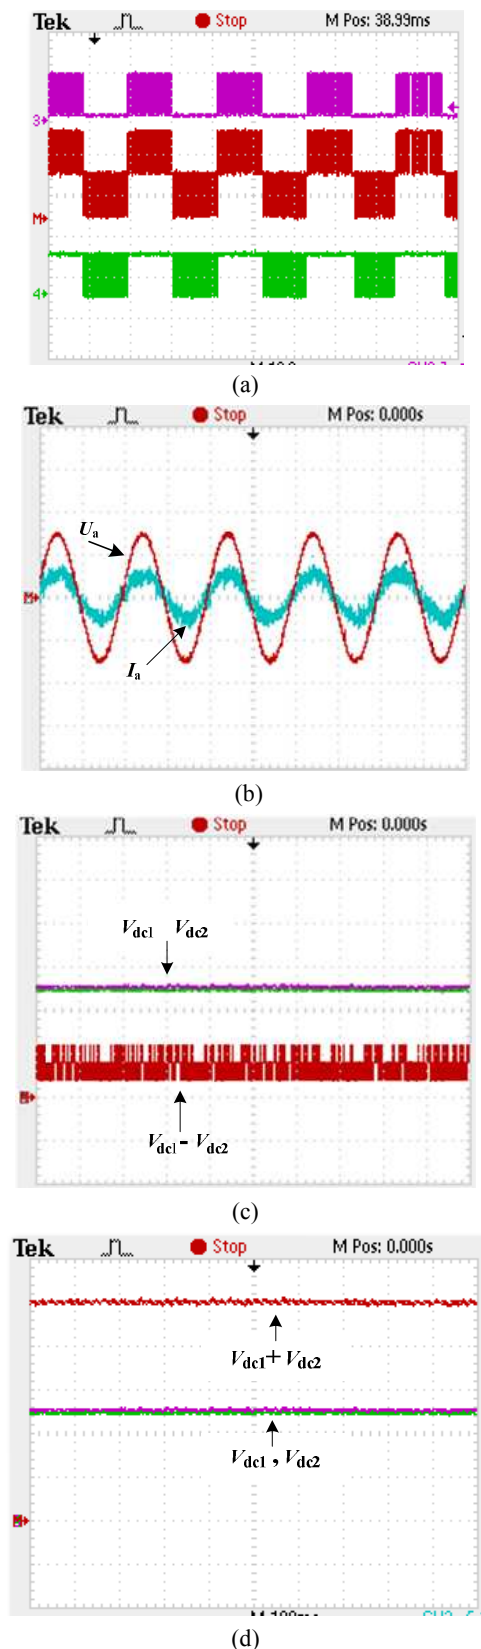 Tek Stop M Pos: 38.99ms
3
M
4
(a)
Tek Stop M Pos: 0.000s
Ua
Ia
(b)
Tek Stop M Pos: 0.000s
Vdc1 Vdc2
Vdc1- Vdc2
(c)
Tek Stop M Pos: 0.000s
Vdc1+ Vdc2
Vdc1 , Vdc2
(d)